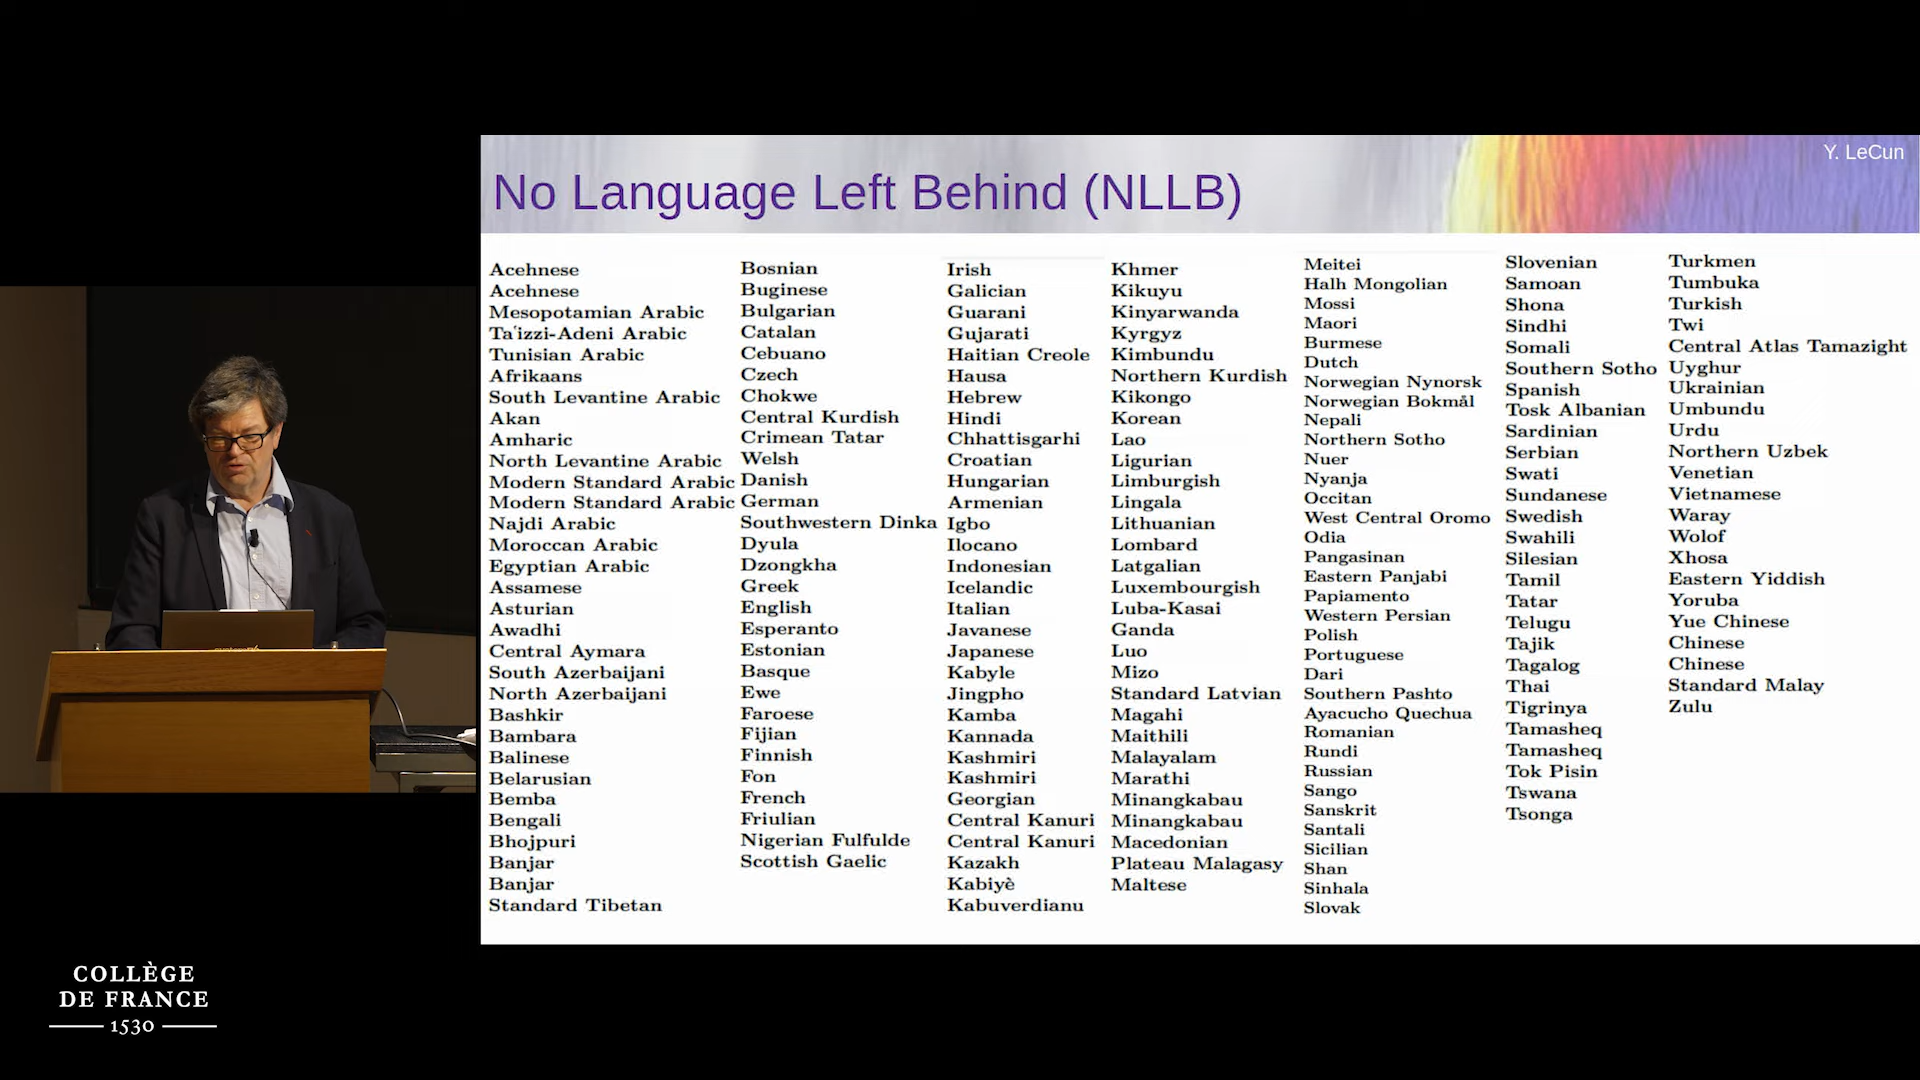 Y. LeCun
No Language Left Behind (NLLB)
Acehnese
Acehnese
Mesopotamian Arabic
Ta'izzi-Adeni Arabic
Tunisian Arabic
Afrikaans
South Levantine Arabic
Akan
Amharic
North Levantine Arabic
Modern Standard Arabic
Modern Standard Arabic
Najdi Arabic
Moroccan Arabic
Egyptian Arabic
Assamese
Asturian
Awadhi
Central Aymara
South Azerbaijani
North Azerbaijani
Bashkir
Bambara
Balinese
Belarusian
Bemba
Bengali
Bhojpuri
Banjar
Banjar
Standard Tibetan
Bosnian
Buginese
Bulgarian
Catalan
Cebuano
Czech
Chokwe
Central Kurdish
Crimean Tatar
Welsh
Danish
German
Southwestern Dinka
Dyula
Dzongkha
Greek
English
Esperanto
Estonian
Basque
Ewe
Faroese
Fijian
Finnish
Fon
French
Friulian
Nigerian Fulfulde
Scottish Gaelic
Irish
Galician
Guarani
Gujarati
Haitian Creole
Hausa
Hebrew
Hindi
Chhattisgarhi
Croatian
Hungarian
Armenian
Igbo
Ilocano
Indonesian
Icelandic
Italian
Javanese
Japanese
Kabyle
Jingpho
Kamba
Kannada
Kashmiri
Kashmiri
Georgian
Central Kanuri
Central Kanuri
Kazakh
Kabiyè
Kabuverdianu
Khmer
Kikuyu
Kinyarwanda
Kyrgyz
Kimbundu
Northern Kurdish
Kikongo
Korean
Lao
Ligurian
Limburgish
Lingala
Lithuanian
Lombard
Latgalian
Luxembourgish
Luba-Kasai
Ganda
Luo
Mizo
Standard Latvian
Magahi
Maithili
Malayalam
Marathi
Minangkabau
Minangkabau
Macedonian
Plateau Malagasy
Maltese
Meitei
Halh Mongolian
Mossi
Maori
Burmese
Dutch
Norwegian Nynorsk
Norwegian Bokmål
Nepali
Northern Sotho
Nuer
Nyanja
Occitan
West Central Oromo
Odia
Pangasinan
Eastern Panjabi
Papiamento
Western Persian
Polish
Portuguese
Dari
Southern Pashto
Ayacucho Quechua
Romanian
Rundi
Russian
Sango
Sanskrit
Santali
Sicilian
Shan
Sinhala
Slovak
Slovenian
Samoan
Shona
Sindhi
Somali
Southern Sotho
Spanish
Tosk Albanian
Sardinian
Serbian
Swati
Sundanese
Swedish
Swahili
Silesian
Tamil
Tatar
Telugu
Tajik
Tagalog
Thai
Tigrinya
Tamasheq
Tamasheq
Tok Pisin
Tswana
Tsonga
Turkmen
Tumbuka
Turkish
Twi
Central Atlas Tamazight
Uyghur
Ukrainian
Umbundu
Urdu
Northern Uzbek
Venetian
Vietnamese
Waray
Wolof
Xhosa
Eastern Yiddish
Yoruba
Yue Chinese
Chinese
Chinese
Standard Malay
Zulu
COLLÈGE
DE FRANCE
1530